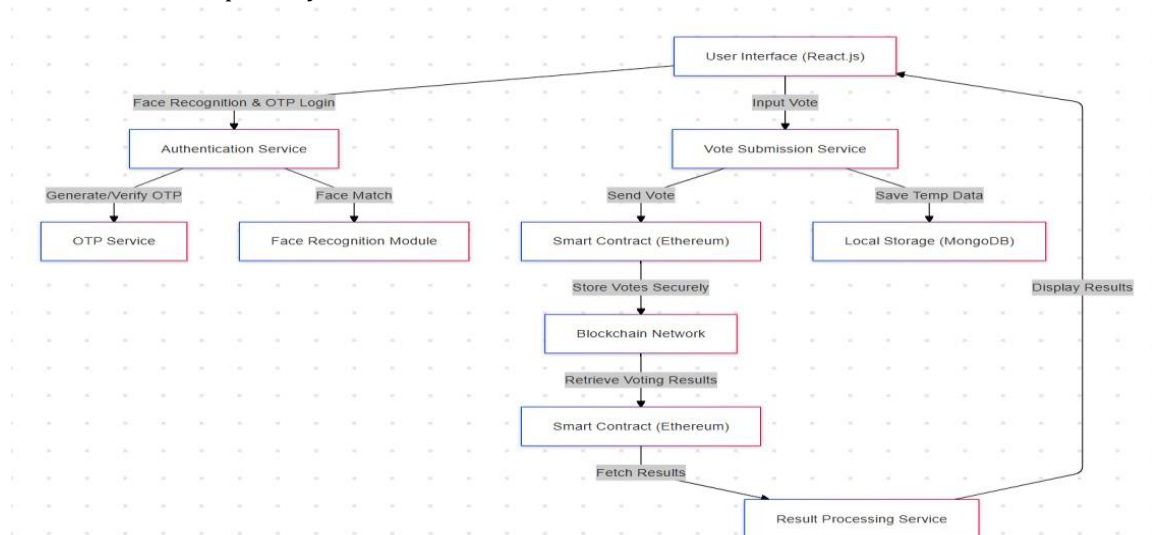 User Interface (React.js)
Face Recognition & OTP Login
Input Vote
Authentication Service
Vote Submission Service
Generate/Verify OTP
Face Match
Send Vote
Save Temp Data
OTP Service
Face Recognition Module
Smart Contract (Ethereum)
Local Storage (MongoDB)
Store Votes Securely
Display Results
Blockchain Network
Retrieve Voting Results
Smart Contract (Ethereum)
Fetch Results
Result Processing Service